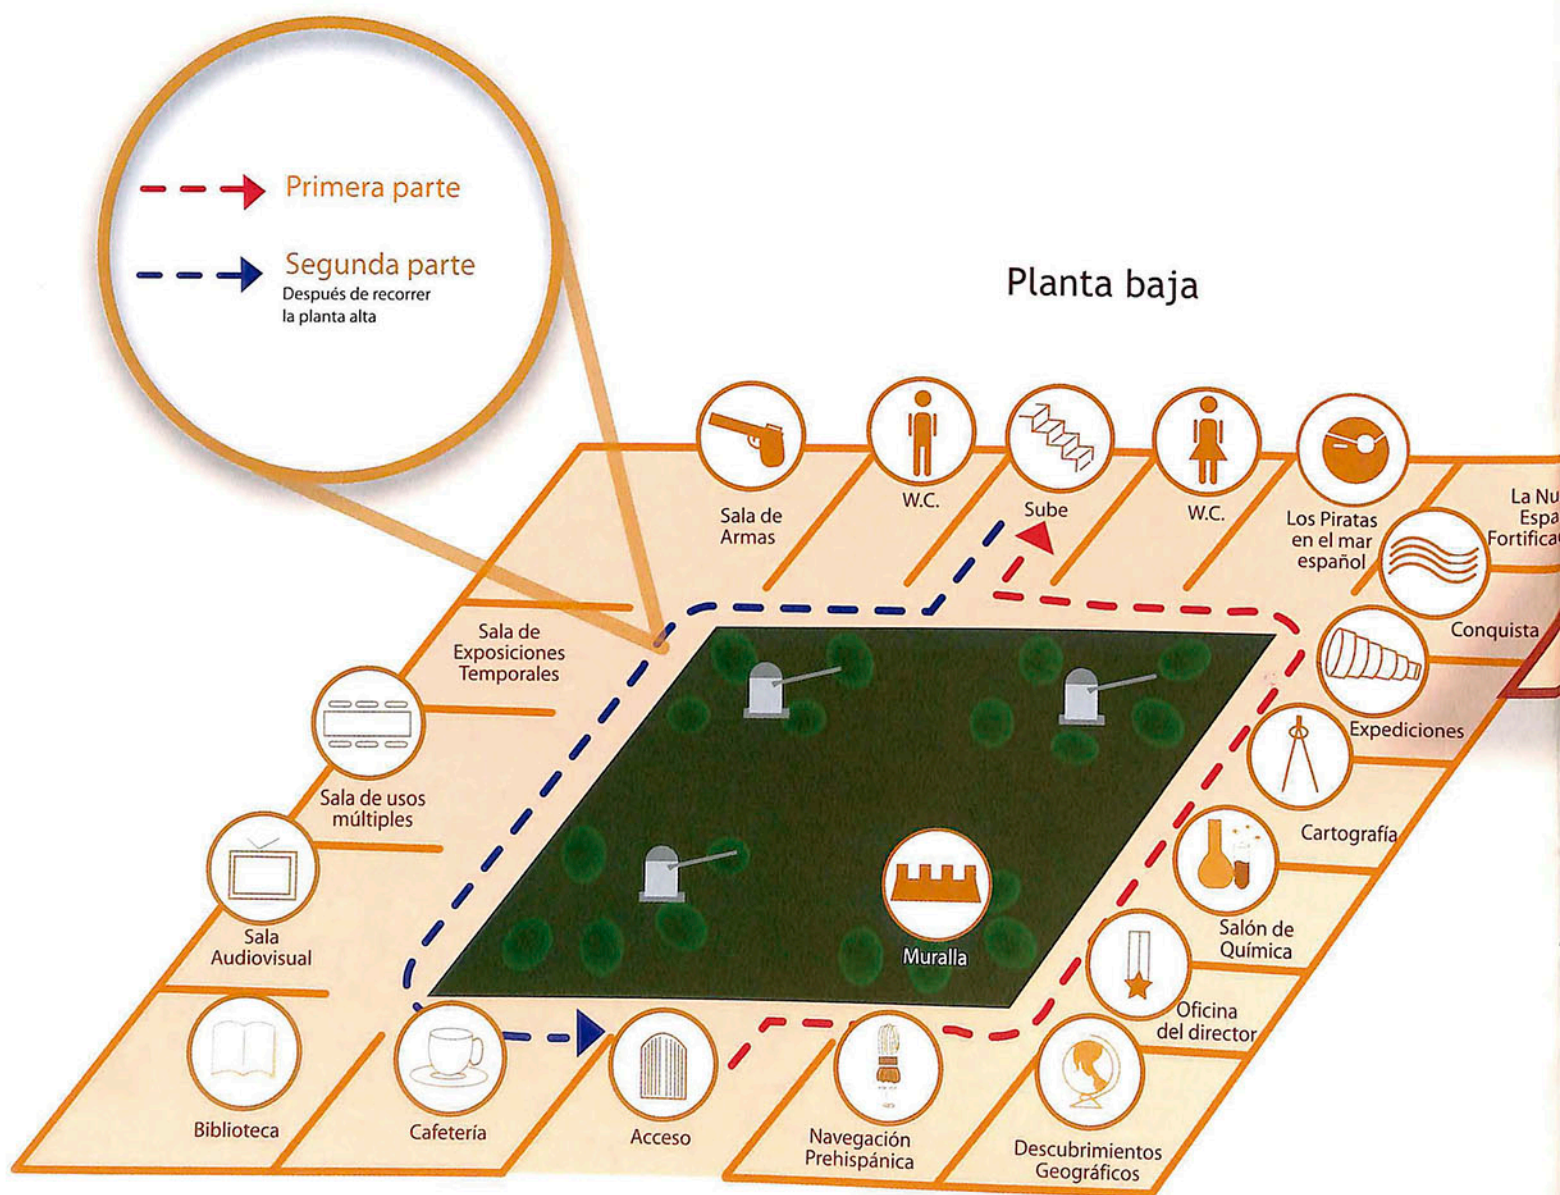 Primera parte
Segunda parte
Después de recorrer
la planta alta
Planta baja
Sala de
Armas
W.C.
Sube
W.C.
Los Piratas
en el mar
español
La
Conquista
Expediciones
Cartografía
Salón de
Química
Oficina
del director
Sala de
Exposiciones
Temporales
Sala de usos
múltiples
Sala
Audiovisual
Muralla
Biblioteca
Cafetería
Acceso
Navegación
Prehispánica
Descubrimientos
Geográficos